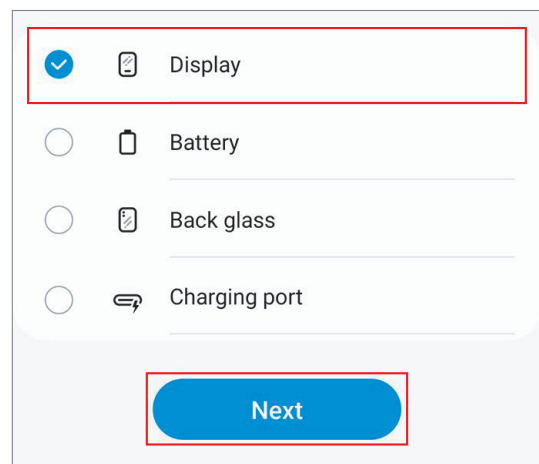 Display
Battery
Back glass
Charging port
Next